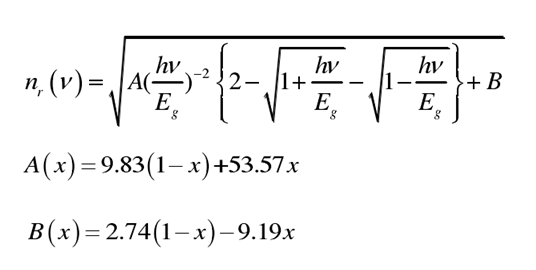 n_r(ν) = √(A(hν/E_g)^−2 {2 − √(1 + hν/E_g) − √(1 − hν/E_g)} + B)
A(x) = 9.83(1 − x) + 53.57x
B(x) = 2.74(1 − x) − 9.19x